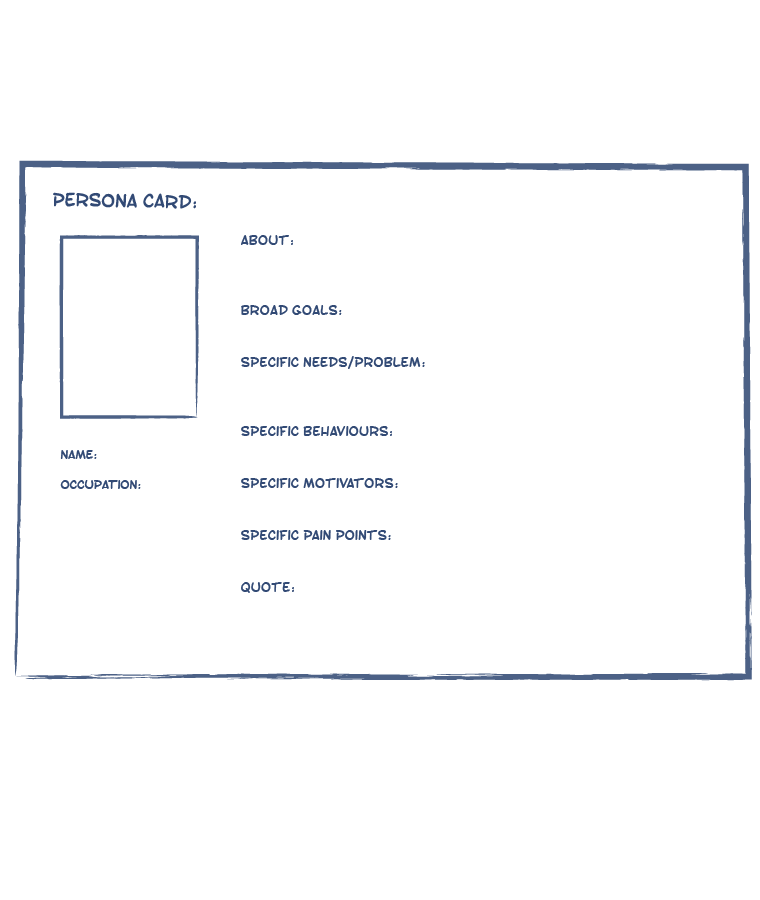 PERSONA CARD:
NAME:
OCCUPATION:
ABOUT:
BROAD GOALS:
SPECIFIC NEEDS/PROBLEM:
SPECIFIC BEHAVIOURS:
SPECIFIC MOTIVATORS:
SPECIFIC PAIN POINTS:
QUOTE: